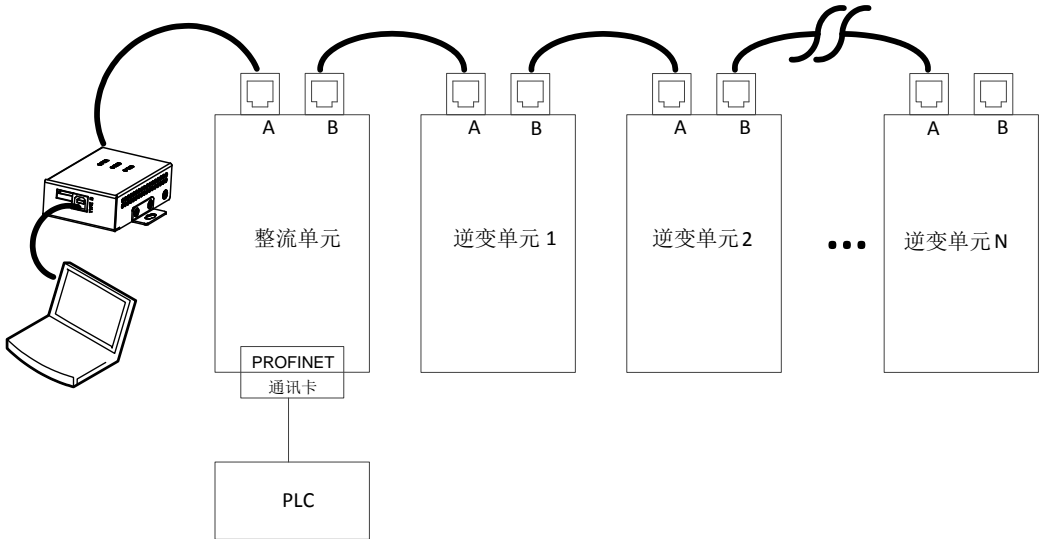 A B A B A B A B
整流单元 逆变单元 1 逆变单元 2 ... 逆变单元 N
PROFINET
通讯卡
PLC